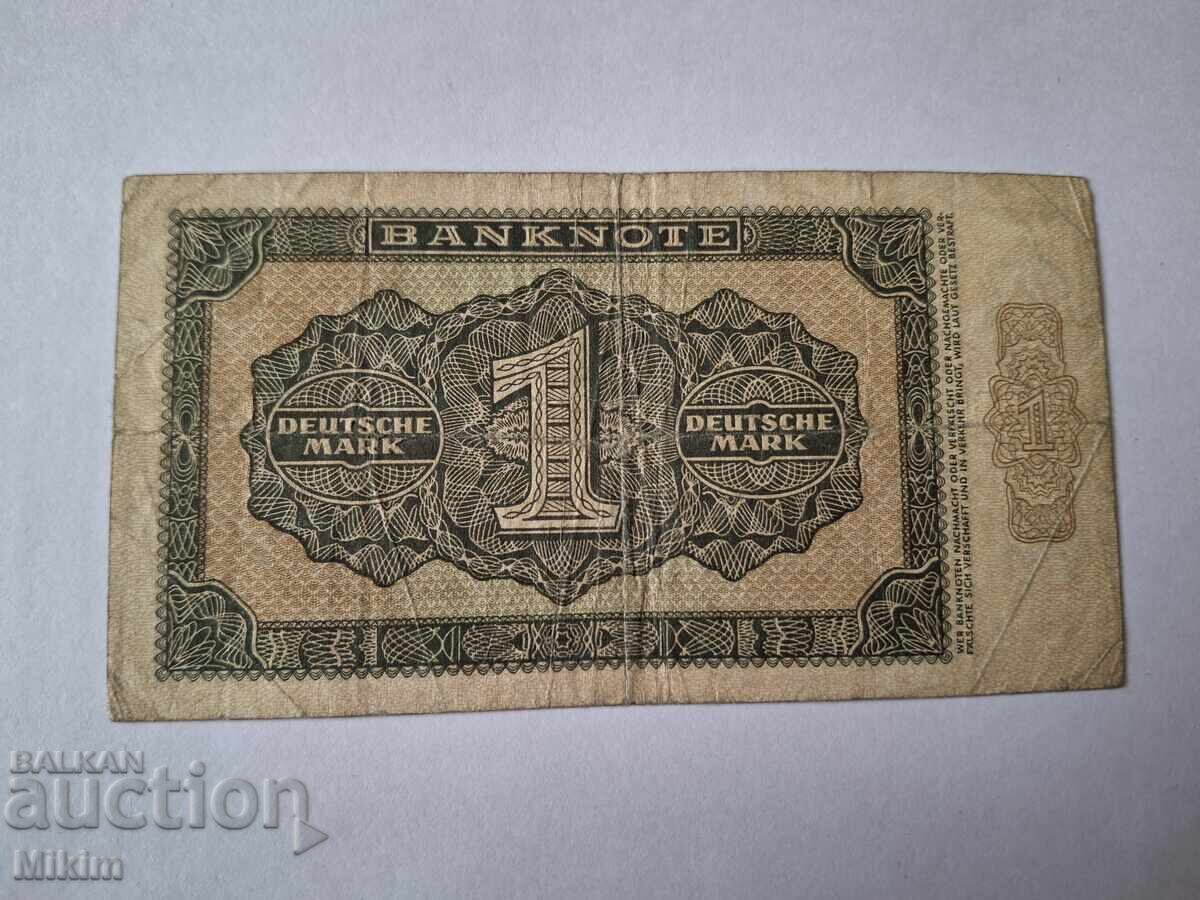 BANKNOTE
1
DEUTSCHE
MARK
DEUTSCHE
MARK
1
WER BANKNOTEN NACHMACHT ODER VERFÄLSCHT ODER NACHGEMACHTE ODER VER-
FÄLSCHTE SICH VERSCHAFFT UND IN VERKEHR BRINGT, WIRD LAUT GESETZ BESTRAFT.
BALKAN
auction
Mikim